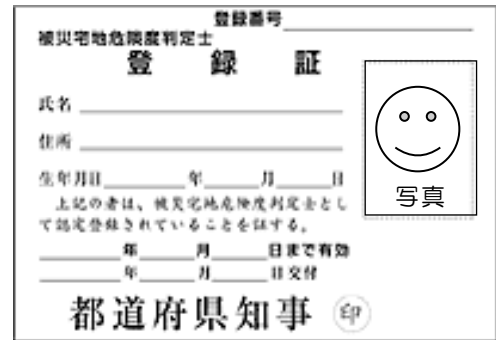 登録番号
被災宅地危険度判定士
登 録 証
氏名
住所
生年月日 年 月 日
上記の者は、被災宅地危険度判定士とし
て認定登録されていることを証する。
年 月 日まで有効
年 月 日交付
都道府県知事 印
写真